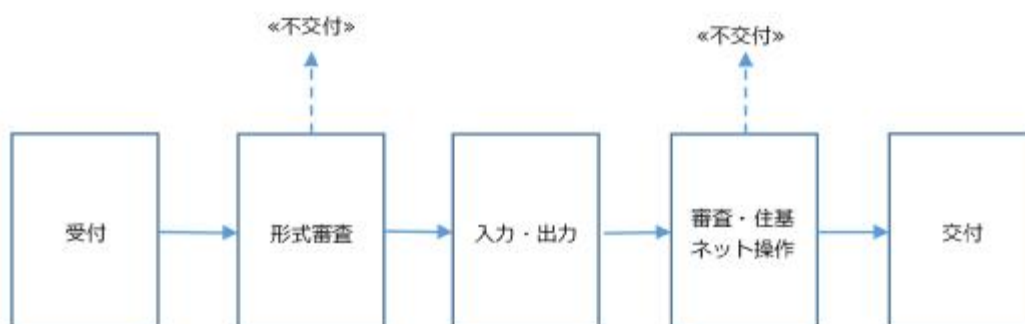 «不交付»
«不交付»
受付
形式審査
入力・出力
審査・住基
ネット操作
交付